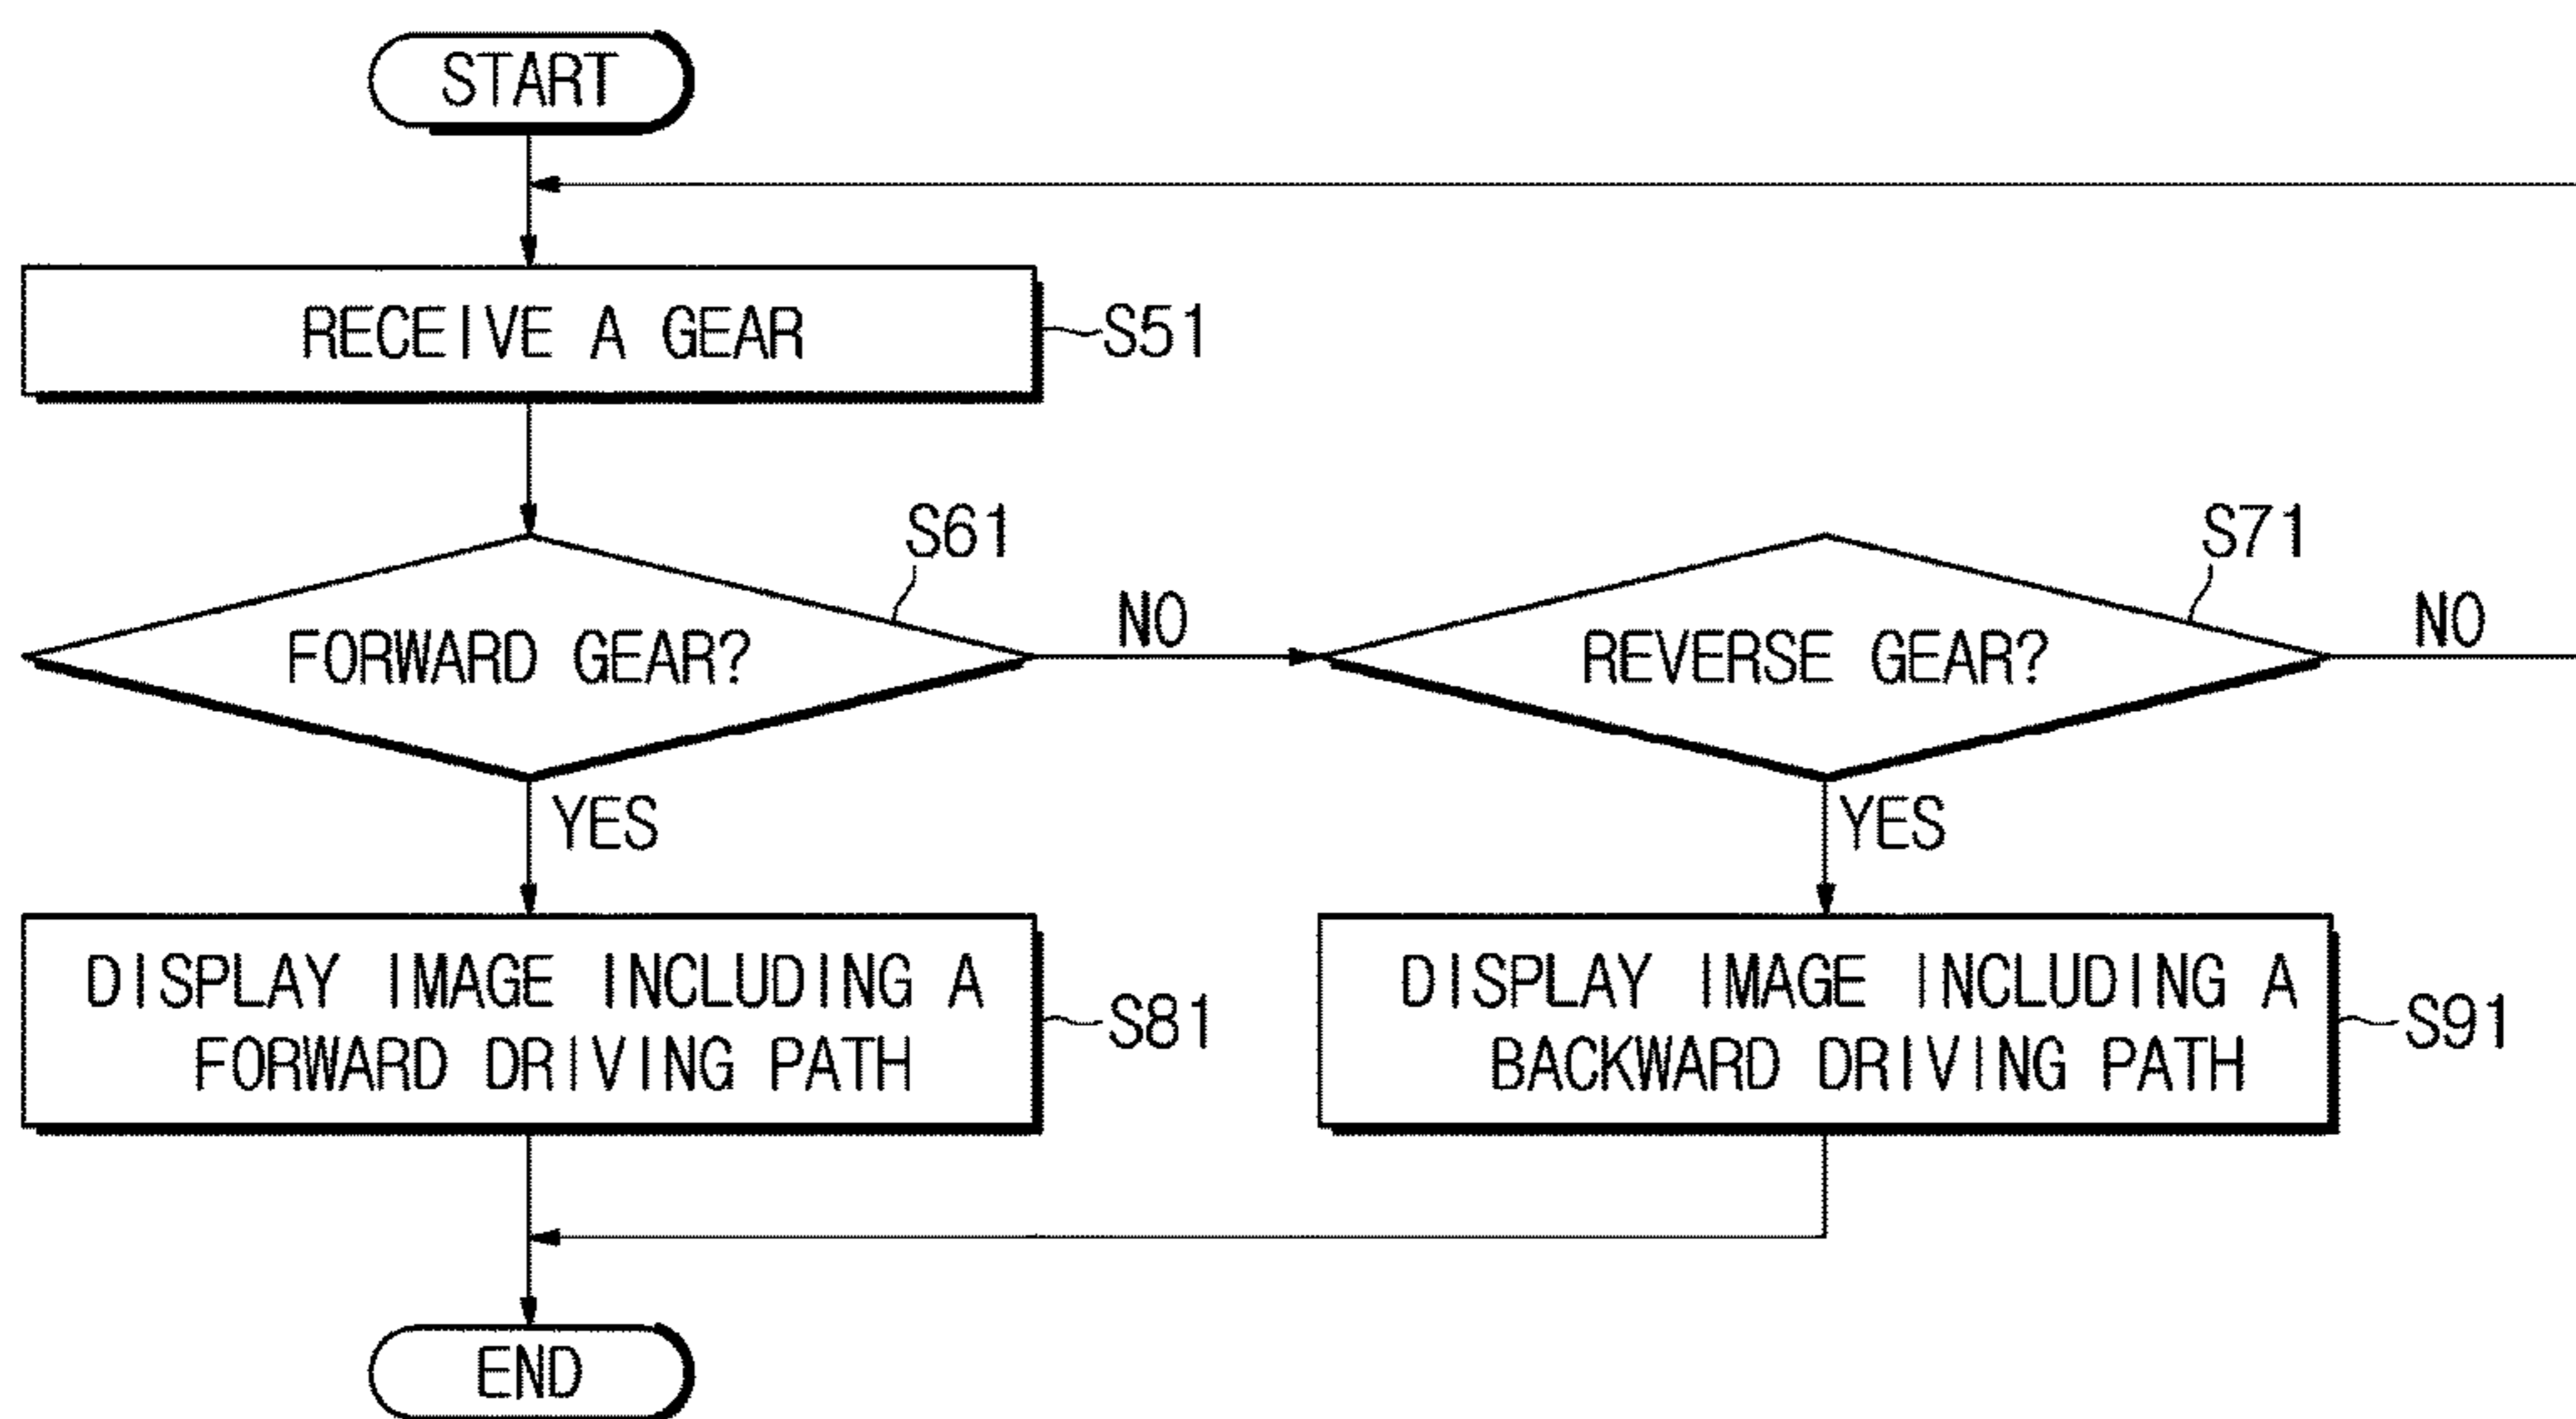 START
RECEIVE A GEAR
S51
S61
S71
FORWARD GEAR?
NO
REVERSE GEAR?
NO
YES
YES
DISPLAY IMAGE INCLUDING A
FORWARD DRIVING PATH
S81
DISPLAY IMAGE INCLUDING A
BACKWARD DRIVING PATH
S91
END